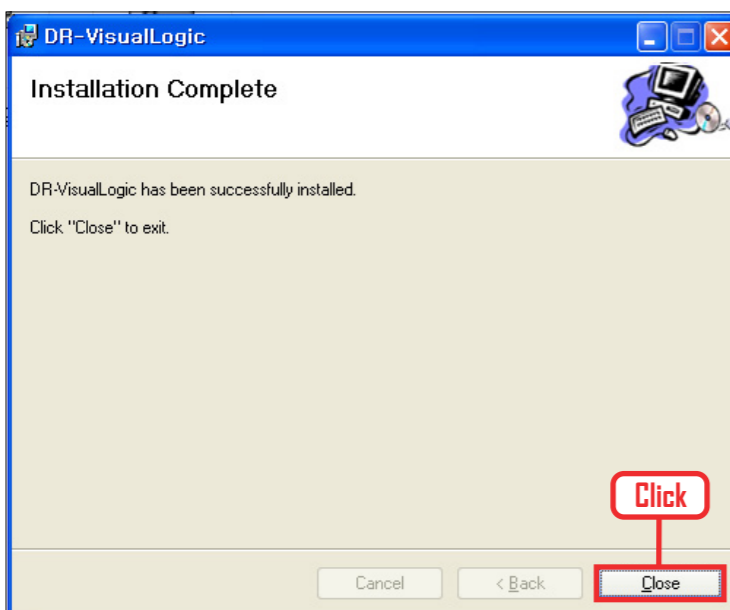 DR-VisualLogic
Installation Complete
DR-VisualLogic has been successfully installed.
Click "Close" to exit.
Click
Cancel
< Back
Close